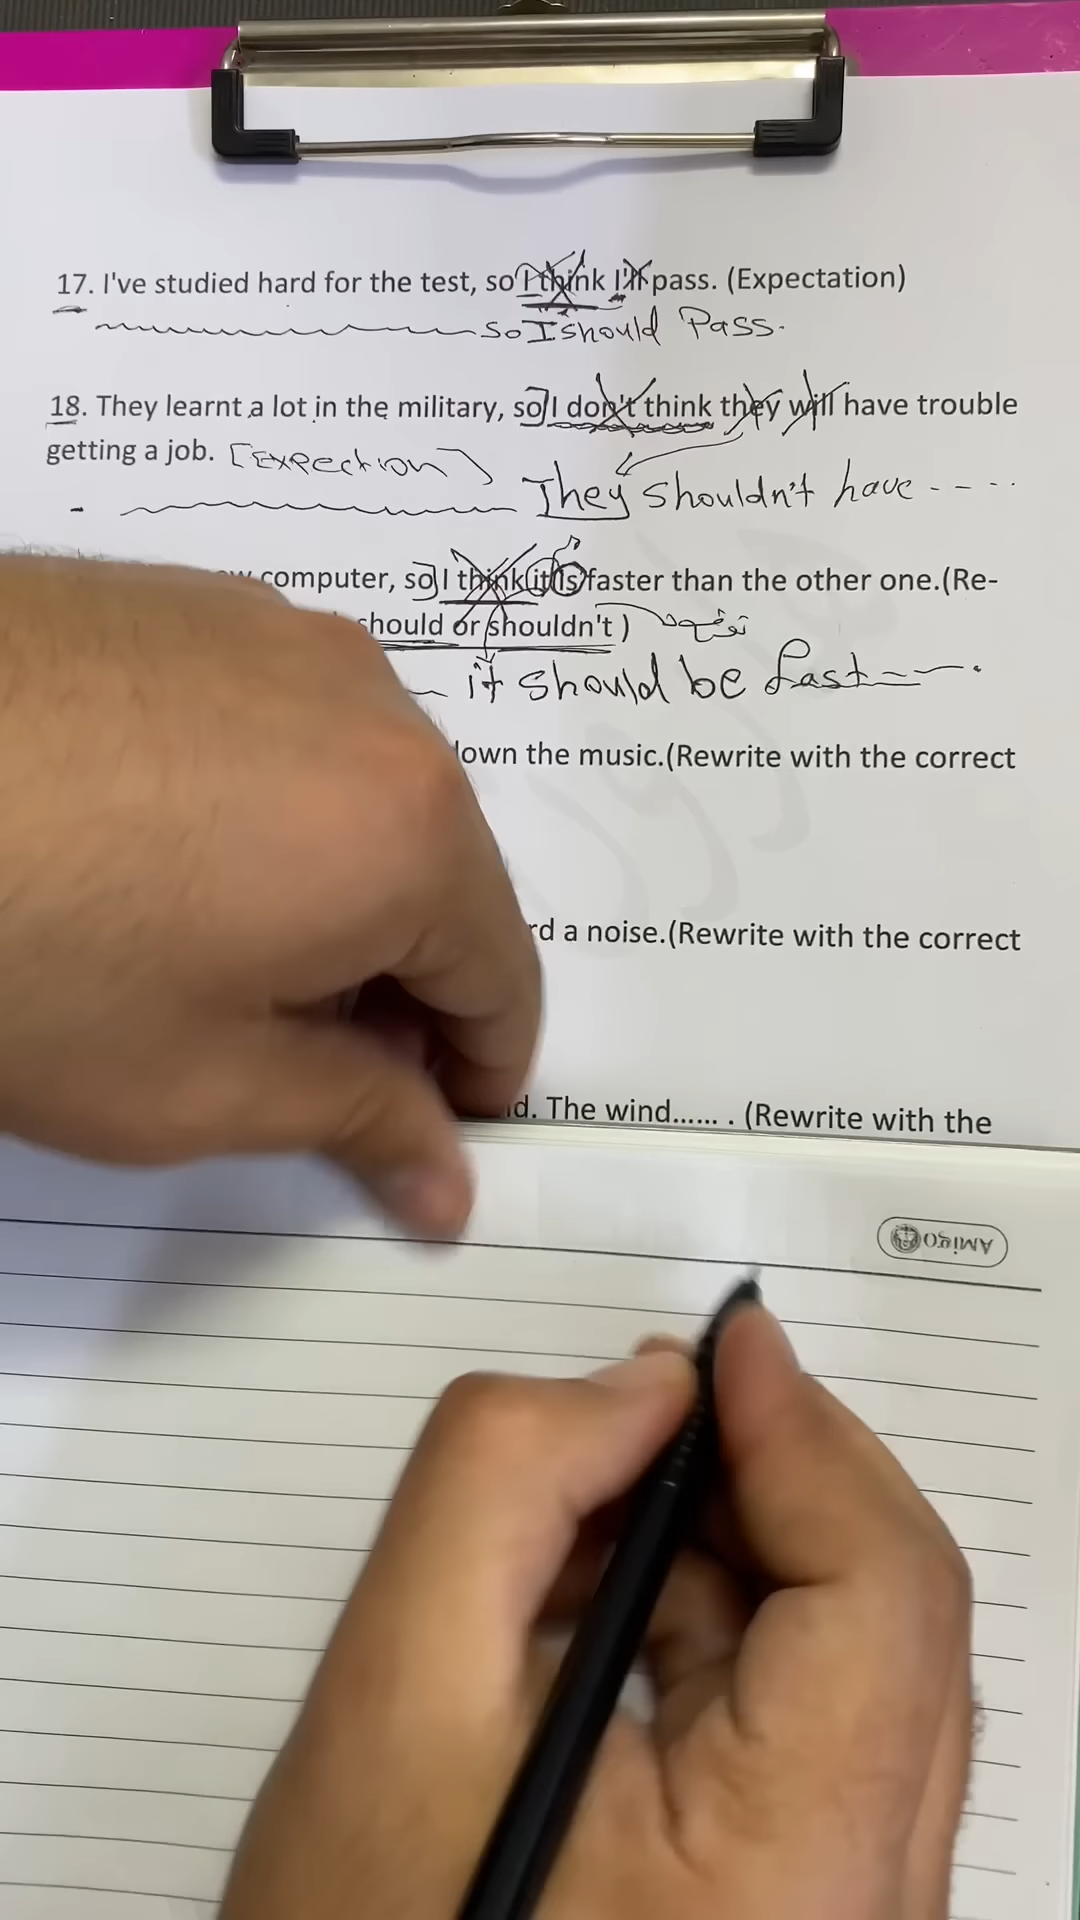 17. I've studied hard for the test, so I think I'll pass. (Expectation)
so I should Pass.
18. They learnt a lot in the military, so I don't think they will have trouble
getting a job. [Expection]
- They shouldn't have - - - -
computer, so I think it is faster than the other one.(Re-
should or shouldn't ) توقعون
it should be fast
down the music.(Rewrite with the correct
a noise.(Rewrite with the correct
The wind...... . (Rewrite with the
AMigo